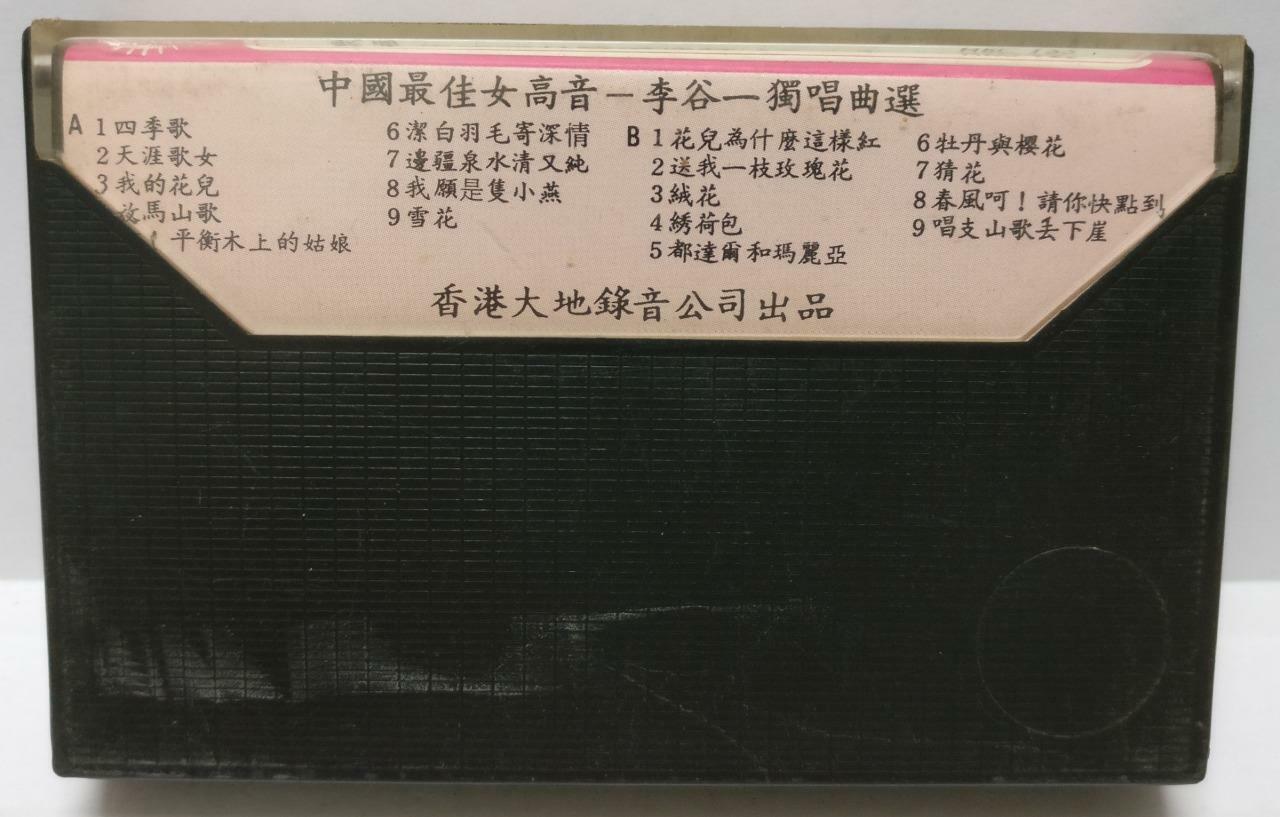 中國最佳女高音－李谷一獨唱曲選
A
1 四季歌
2 天涯歌女
3 我的花兒
放馬山歌
平衡木上的姑娘
6 潔白羽毛寄深情
7 邊疆泉水清又純
8 我願是隻小燕
9 雪花
B
1 花兒為什麼這樣紅
2 送我一枝玫瑰花
3 絨花
4 綉荷包
5 都達爾和瑪麗亞
6 牡丹與櫻花
7 猜花
8 春風呵！請你快點到
9 唱支山歌丢下崖
香港大地錄音公司出品